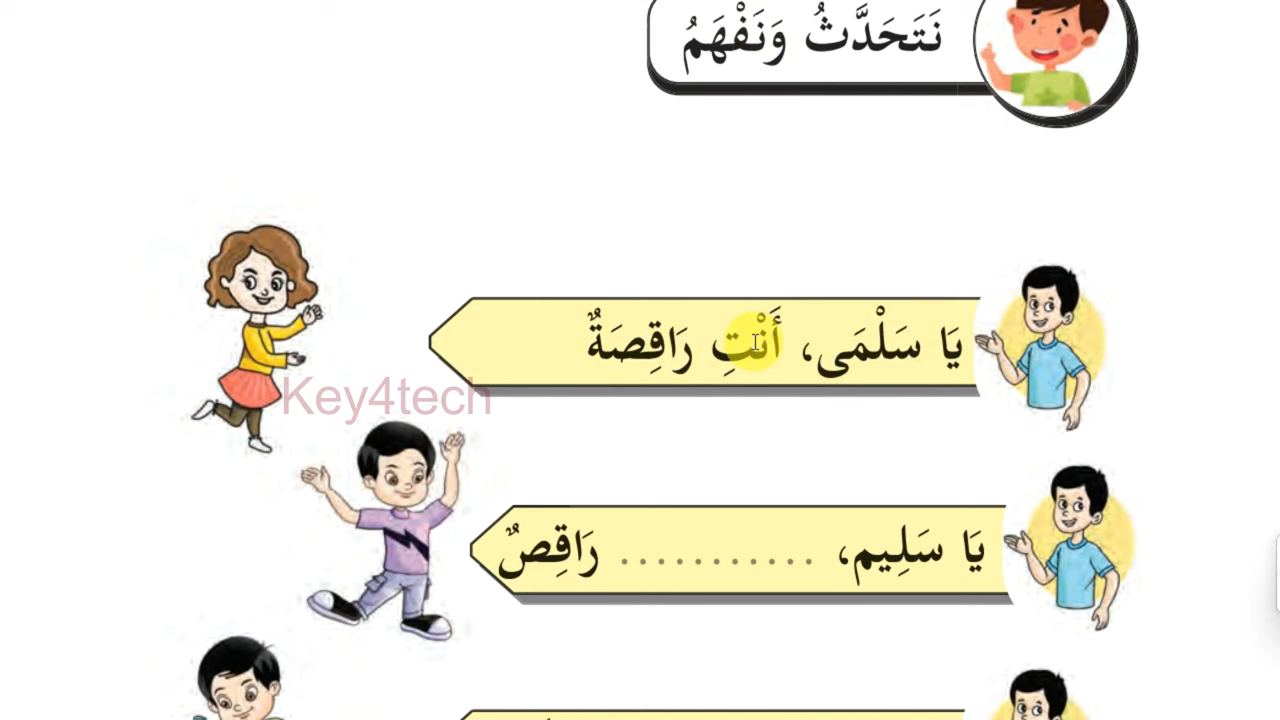 نَتَحَدَّثُ وَنَفْهَمُ
يَا سَلْمَى، أَنْتِ رَاقِصَةٌ
Key4tech
يَا سَلِيم، ........... رَاقِصٌ